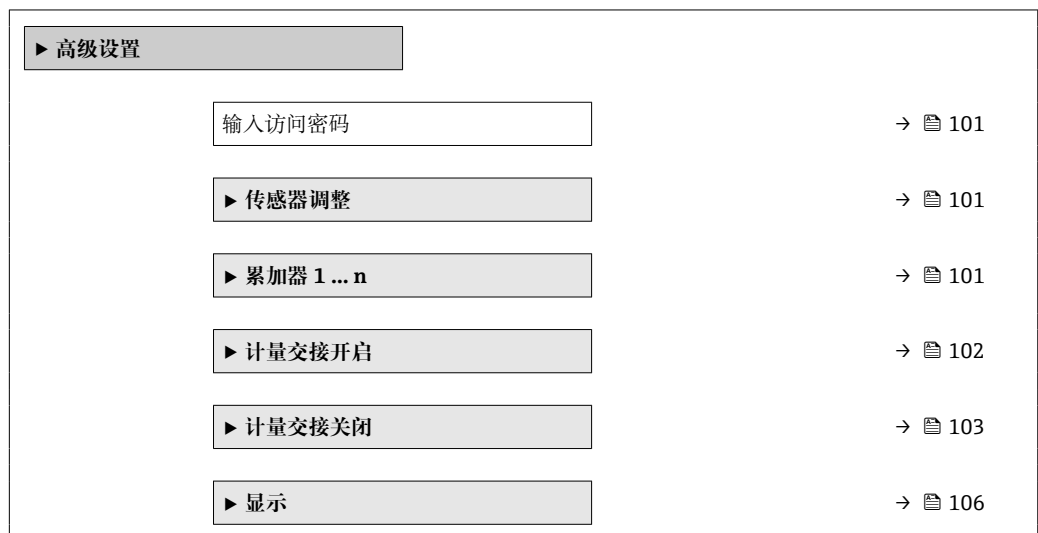 ▶ 高级设置
输入访问密码 → 🖺 101
▶ 传感器调整 → 🖺 101
▶ 累加器 1 ... n → 🖺 101
▶ 计量交接开启 → 🖺 102
▶ 计量交接关闭 → 🖺 103
▶ 显示 → 🖺 106